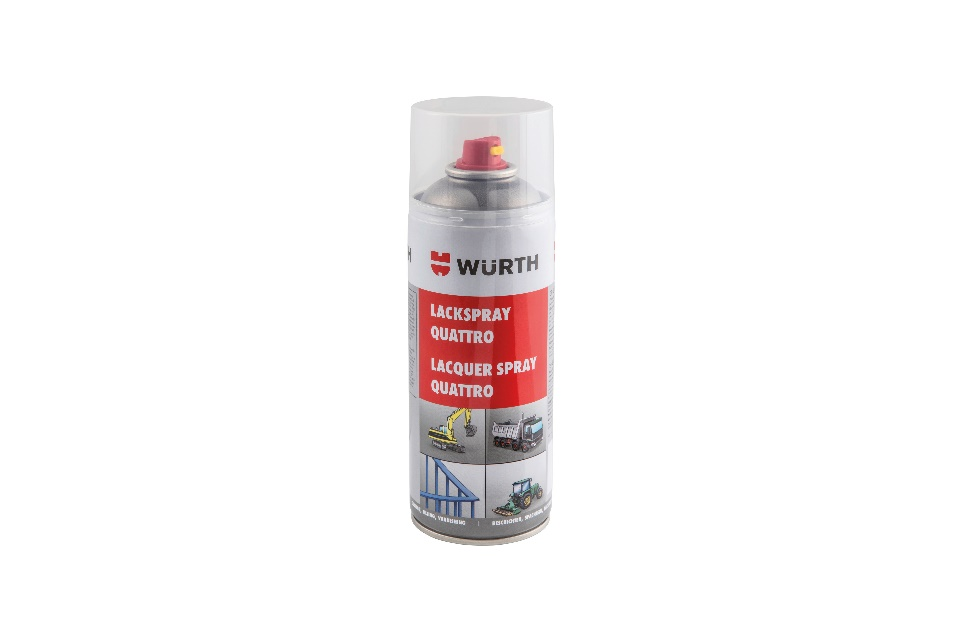 WÜRTH
LACKSPRAY
QUATTRO
LACQUER SPRAY
QUATTRO